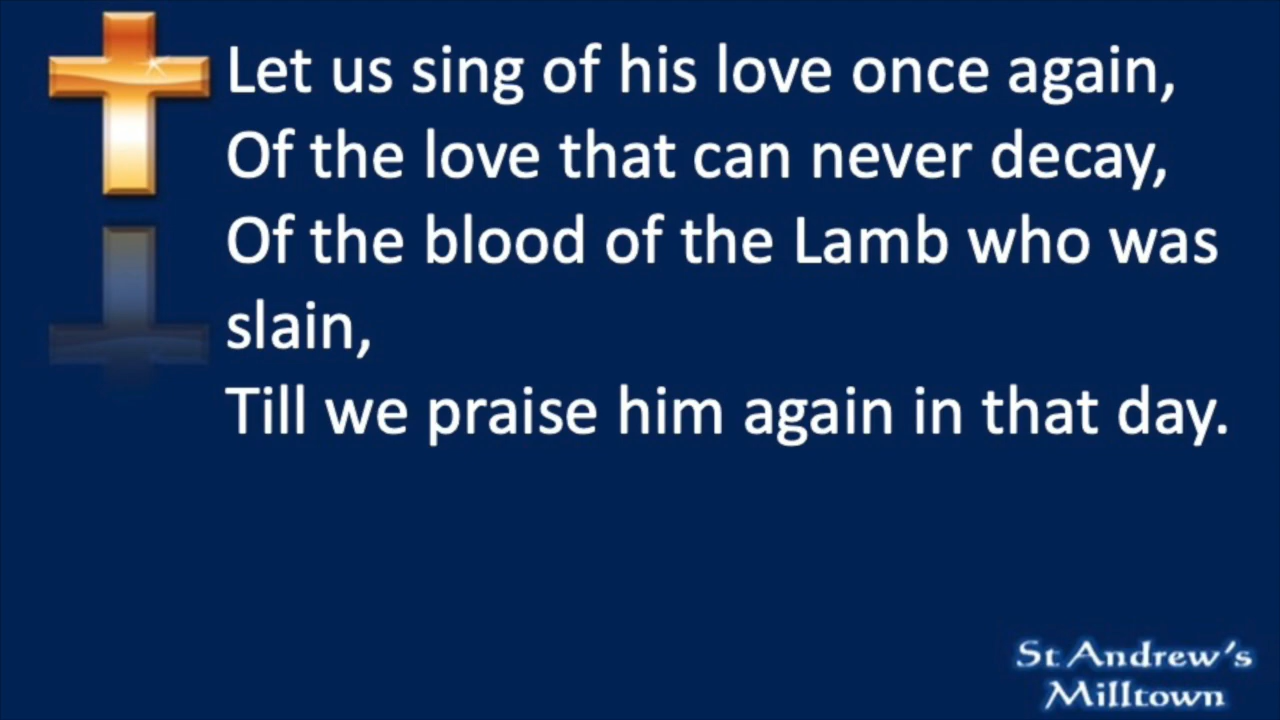 Let us sing of his love once again,
Of the love that can never decay,
Of the blood of the Lamb who was
slain,
Till we praise him again in that day.
St Andrew's
Milltown